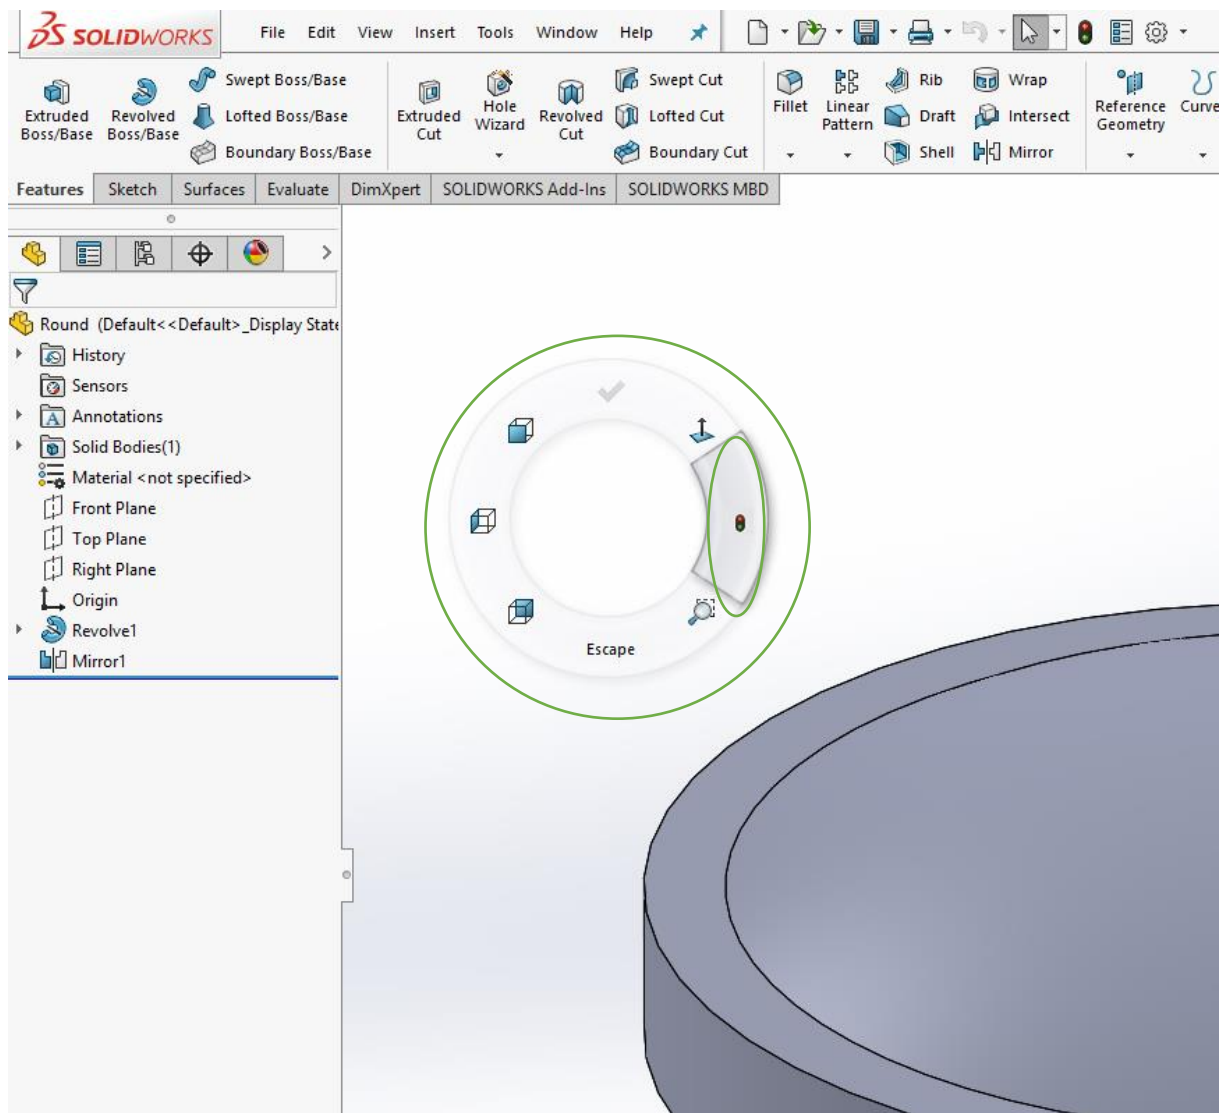 SOLIDWORKS File Edit View Insert Tools Window Help
Extruded Boss/Base
Revolved Boss/Base
Swept Boss/Base
Lofted Boss/Base
Boundary Boss/Base
Extruded Cut
Hole Wizard
Revolved Cut
Swept Cut
Lofted Cut
Boundary Cut
Fillet
Linear Pattern
Rib
Draft
Shell
Wrap
Intersect
Mirror
Reference Geometry
Curve
Features Sketch Surfaces Evaluate DimXpert SOLIDWORKS Add-Ins SOLIDWORKS MBD
Round (Default<<Default>_Display State
History
Sensors
Annotations
Solid Bodies(1)
Material <not specified>
Front Plane
Top Plane
Right Plane
Origin
Revolve1
Mirror1
Escape